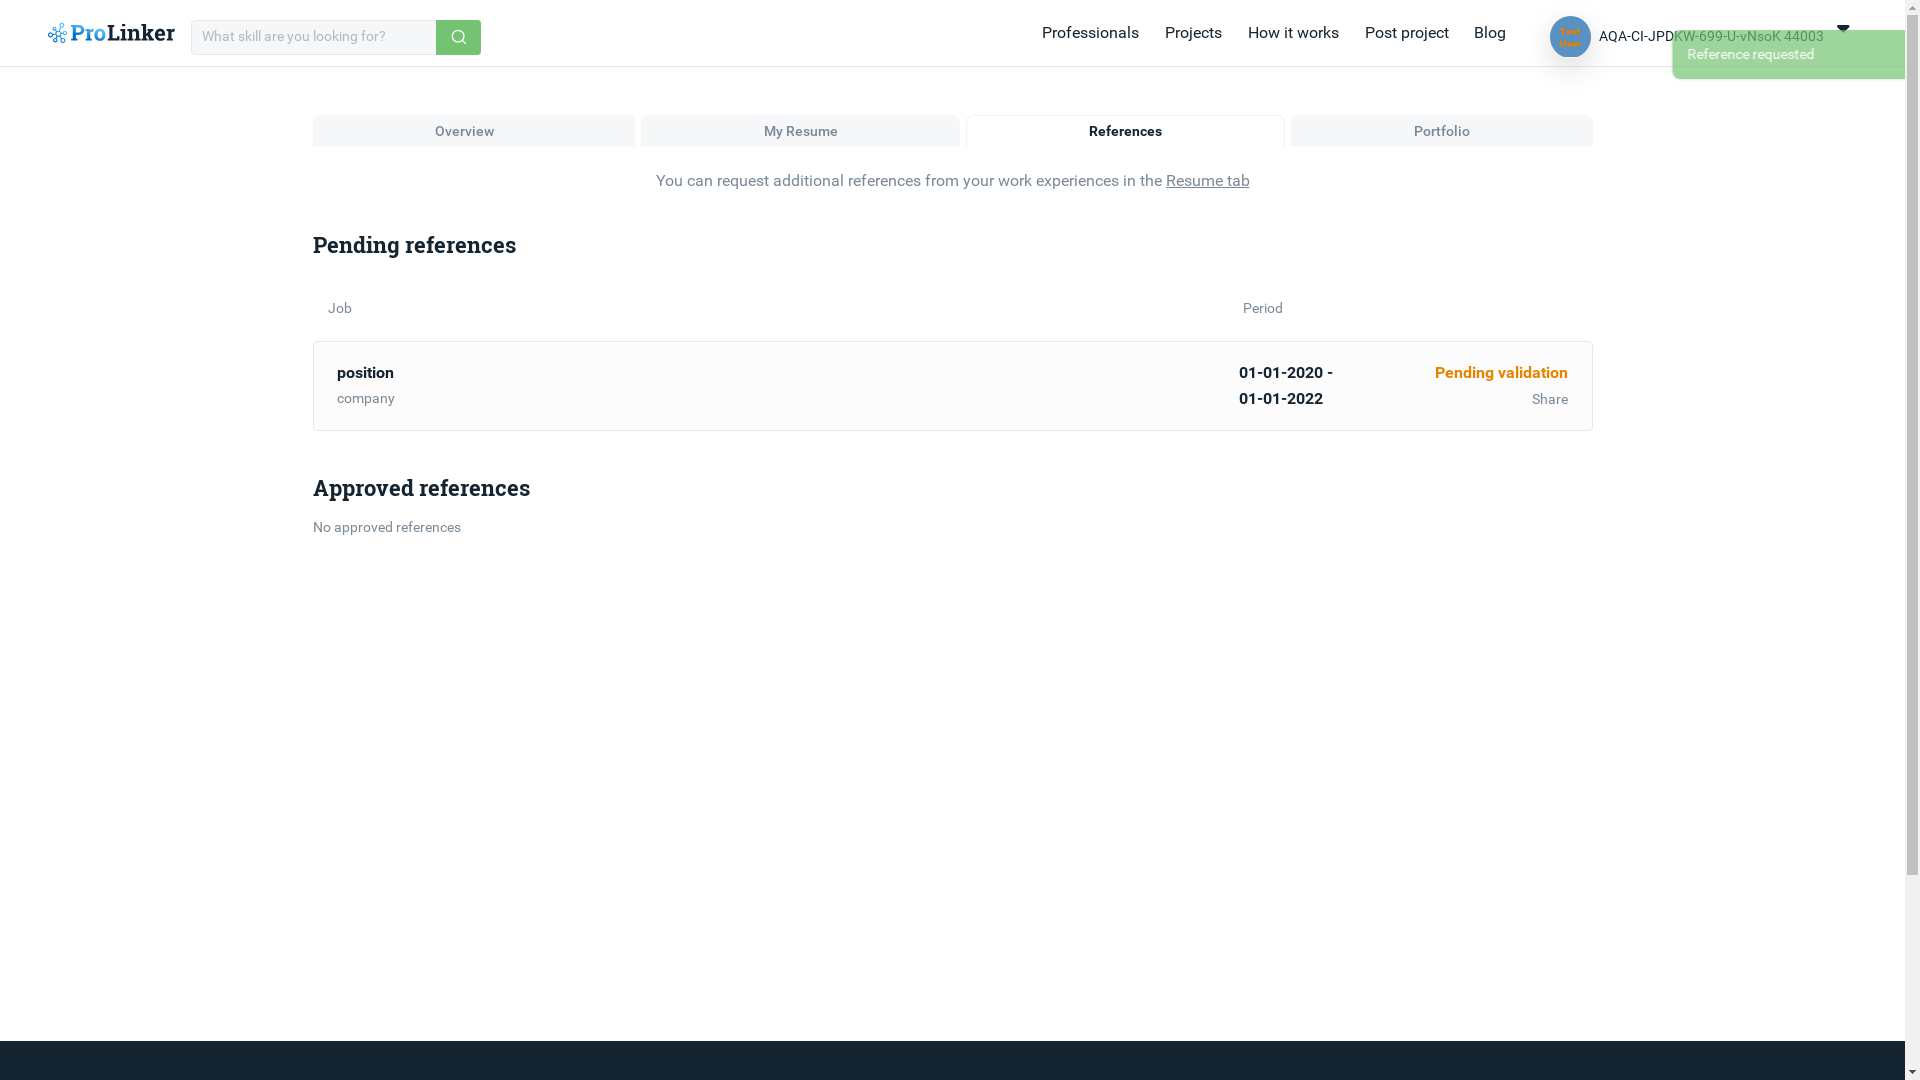 ProLinker
What skill are you looking for?
Professionals
Projects
How it works
Post project
Blog
Test
User
AQA-CI-JPDKW-699-U-vNsoK 44003
Reference requested
Overview
My Resume
References
Portfolio
You can request additional references from your work experiences in the Resume tab
Pending references
Job
Period
position
company
01-01-2020 -
01-01-2022
Pending validation
Share
Approved references
No approved references